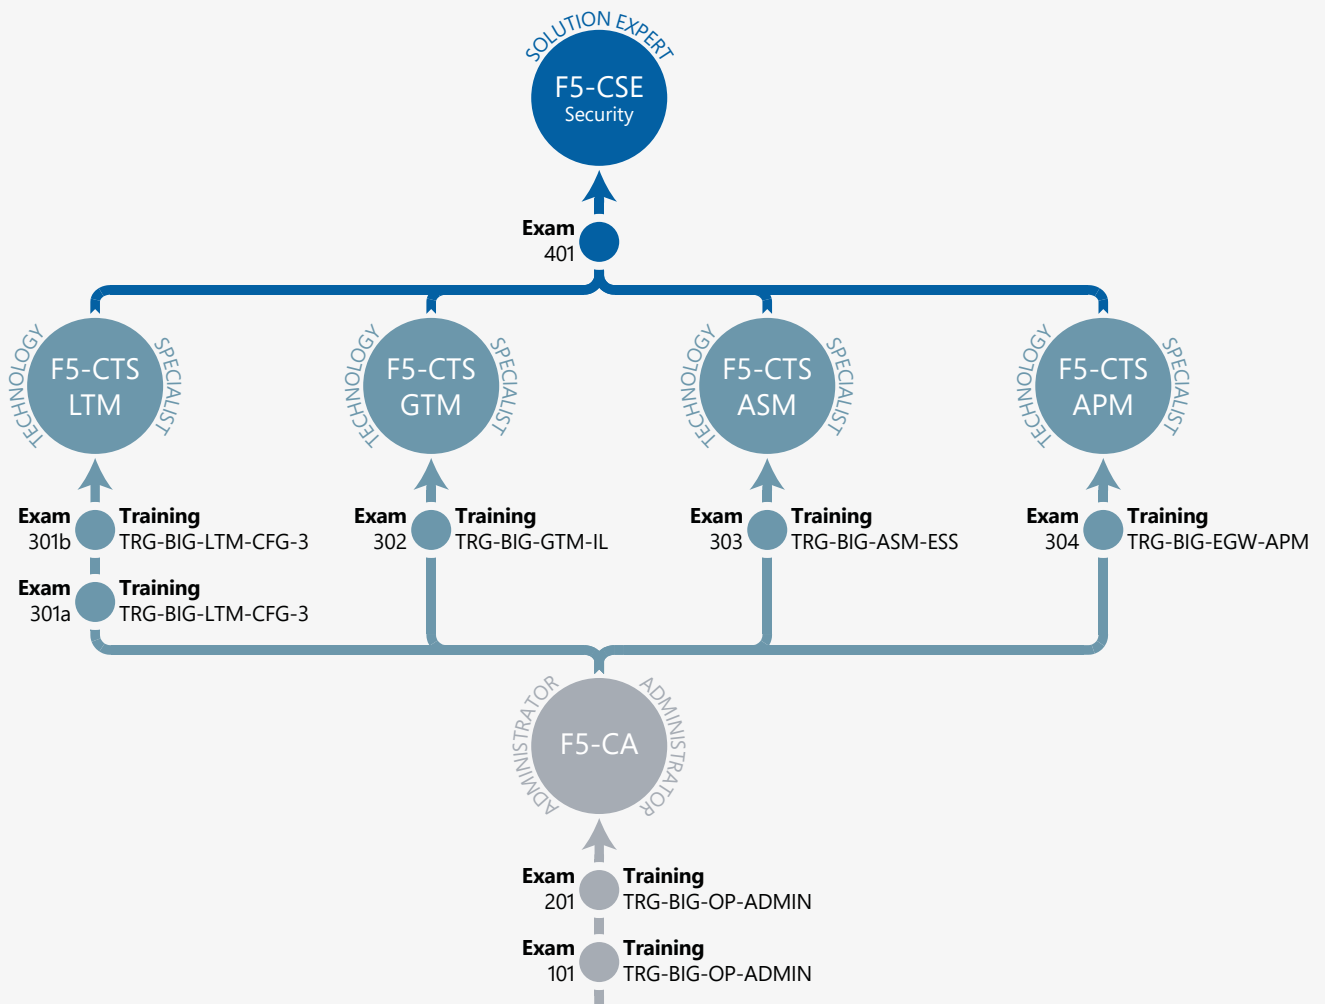 SOLUTION EXPERT
F5-CSE
Security
Exam
401
TECHNOLOGY
F5-CTS
LTM
SPECIALIST
TECHNOLOGY
F5-CTS
GTM
SPECIALIST
TECHNOLOGY
F5-CTS
ASM
SPECIALIST
TECHNOLOGY
F5-CTS
APM
SPECIALIST
Exam
301b
Training
TRG-BIG-LTM-CFG-3
Exam
302
Training
TRG-BIG-GTM-IL
Exam
303
Training
TRG-BIG-ASM-ESS
Exam
304
Training
TRG-BIG-EGW-APM
Exam
301a
Training
TRG-BIG-LTM-CFG-3
ADMINISTRATOR
F5-CA
ADMINISTRATOR
Exam
201
Training
TRG-BIG-OP-ADMIN
Exam
101
Training
TRG-BIG-OP-ADMIN